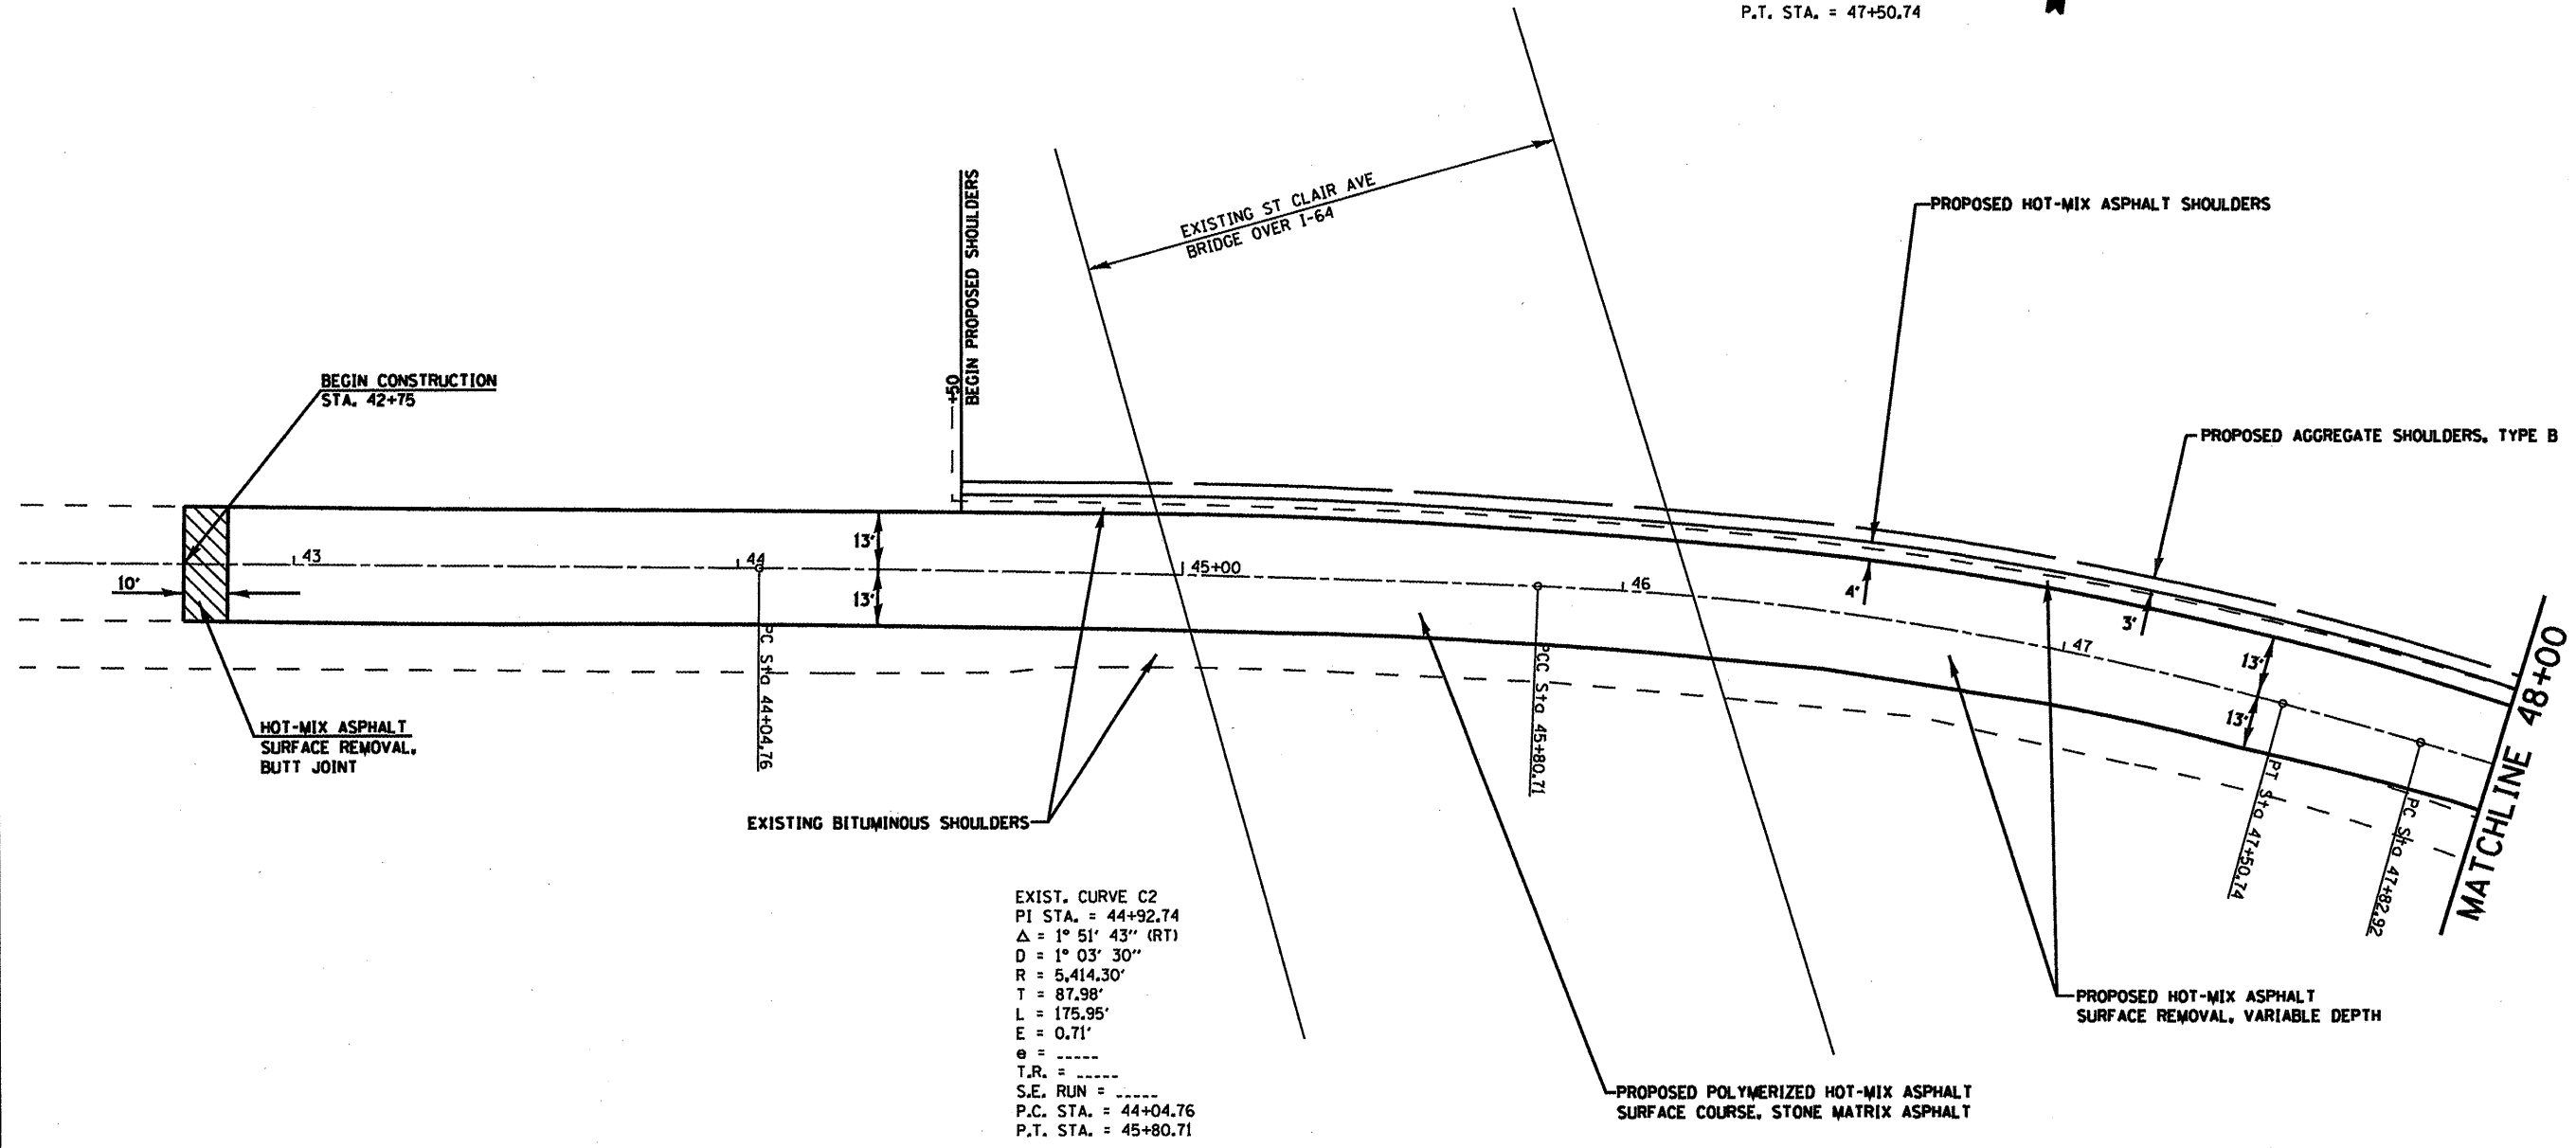 P.T. STA. = 47+50.74
EXISTING ST CLAIR AVE
BRIDGE OVER I-64
+50
BEGIN PROPOSED SHOULDERS
PROPOSED HOT-MIX ASPHALT SHOULDERS
BEGIN CONSTRUCTION
STA. 42+75
PROPOSED AGGREGATE SHOULDERS, TYPE B
43
44
45+00
46
47
13'
13'
10'
4'
3'
13'
13'
PC Sta 44+04.76
PCC Sta 45+80.71
PT Sta 47+50.74
PC Sta 47+82.92
MATCHLINE 48+00
HOT-MIX ASPHALT
SURFACE REMOVAL,
BUTT JOINT
EXISTING BITUMINOUS SHOULDERS
EXIST. CURVE C2
PI STA. = 44+92.74
Δ = 1° 51' 43" (RT)
D = 1° 03' 30"
R = 5,414.30'
T = 87.98'
L = 175.95'
E = 0.71'
e = -----
T.R. = -----
S.E. RUN = -----
P.C. STA. = 44+04.76
P.T. STA. = 45+80.71
PROPOSED HOT-MIX ASPHALT
SURFACE REMOVAL, VARIABLE DEPTH
PROPOSED POLYMERIZED HOT-MIX ASPHALT
SURFACE COURSE, STONE MATRIX ASPHALT